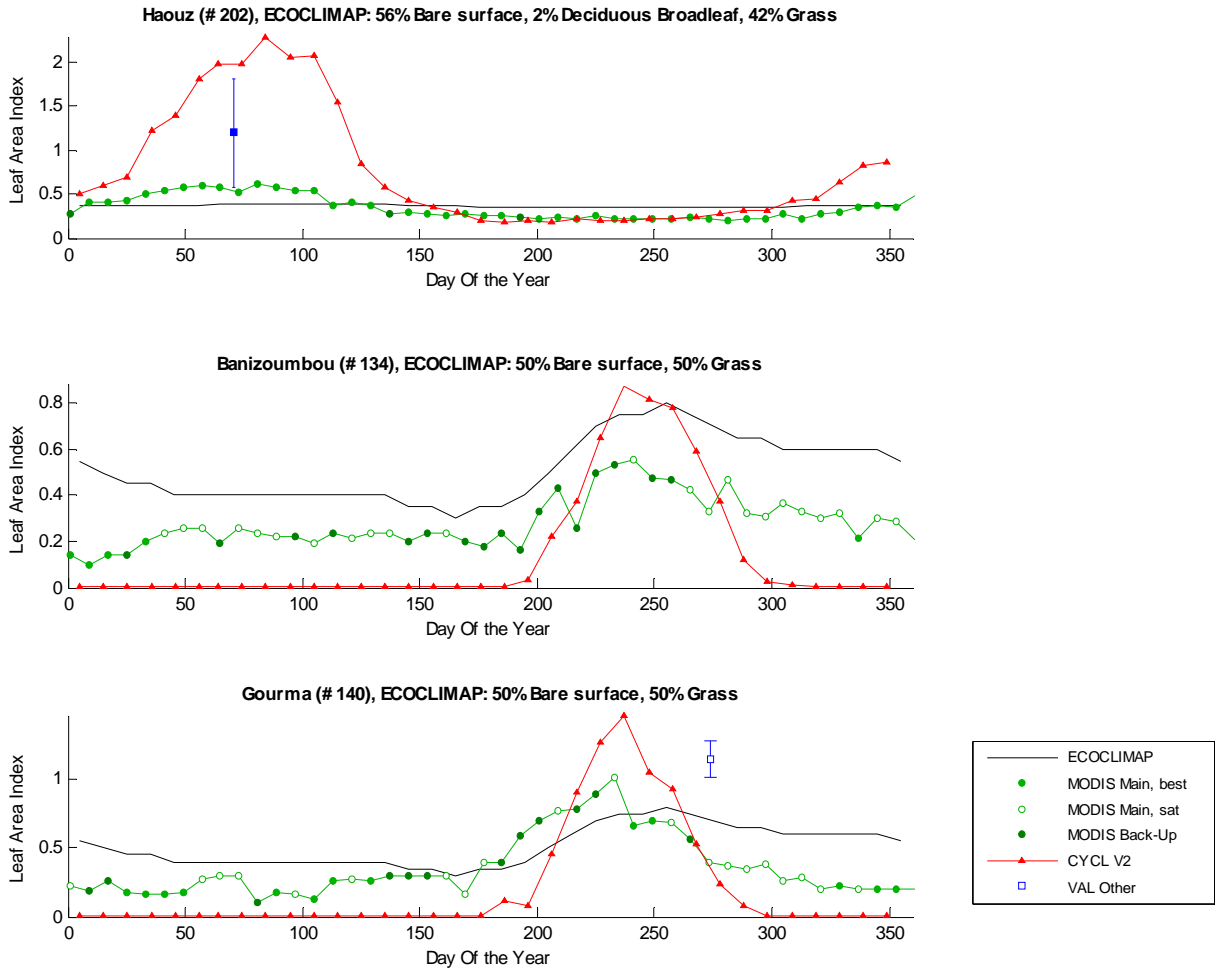 Haouz (# 202), ECOCLIMAP: 56% Bare surface, 2% Deciduous Broadleaf, 42% Grass
2
1.5
1
0.5
0
Leaf Area Index
0 50 100 150 200 250 300 350
Day Of the Year
Banizoumbou (# 134), ECOCLIMAP: 50% Bare surface, 50% Grass
0.8
0.6
0.4
0.2
0
Leaf Area Index
0 50 100 150 200 250 300 350
Day Of the Year
Gourma (# 140), ECOCLIMAP: 50% Bare surface, 50% Grass
1
0.5
0
Leaf Area Index
0 50 100 150 200 250 300 350
Day Of the Year
ECOCLIMAP
MODIS Main, best
MODIS Main, sat
MODIS Back-Up
CYCL V2
VAL Other